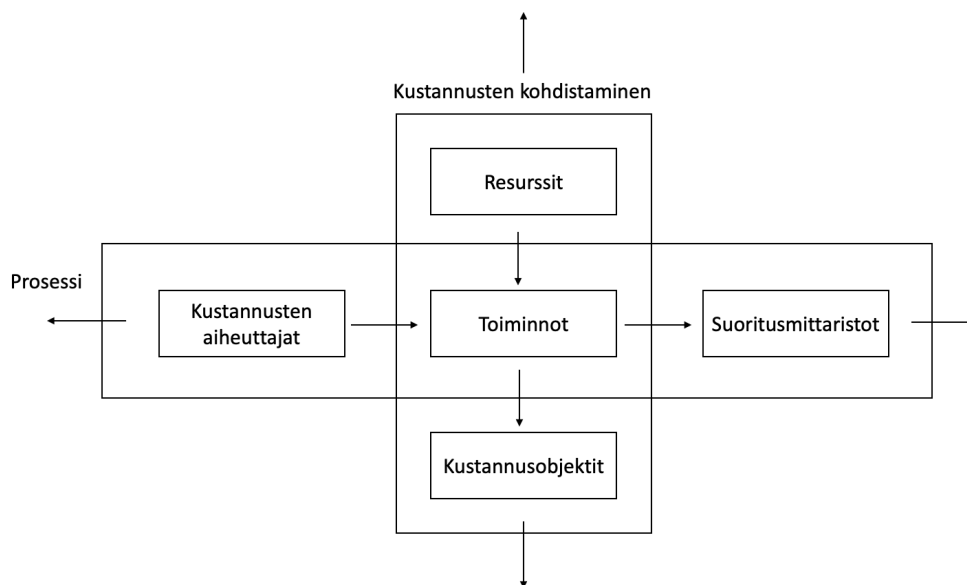 Kustannusten kohdistaminen
Resurssit
Prosessi
Kustannusten
aiheuttajat
Toiminnot
Suoritusmittaristot
Kustannusobjektit